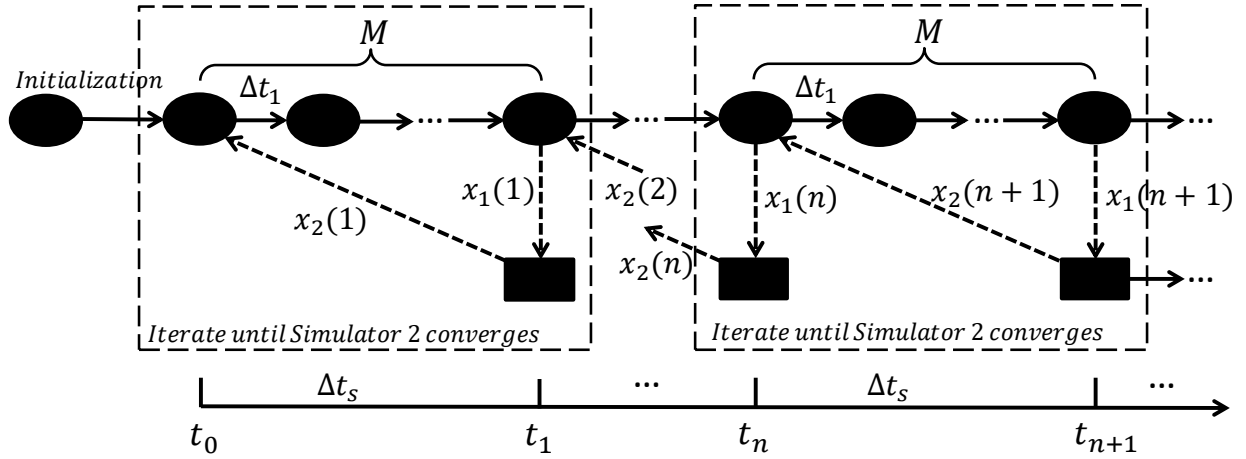 M M
Initialization Δt₁ Δt₁
... ... ... ...
x₁(1) x₂(2) x₁(n) x₂(n + 1) x₁(n + 1)
x₂(1)
x₂(n) ...
Iterate until Simulator 2 converges Iterate until Simulator 2 converges
Δtₛ ... Δtₛ ...
t₀ t₁ tₙ tₙ₊₁